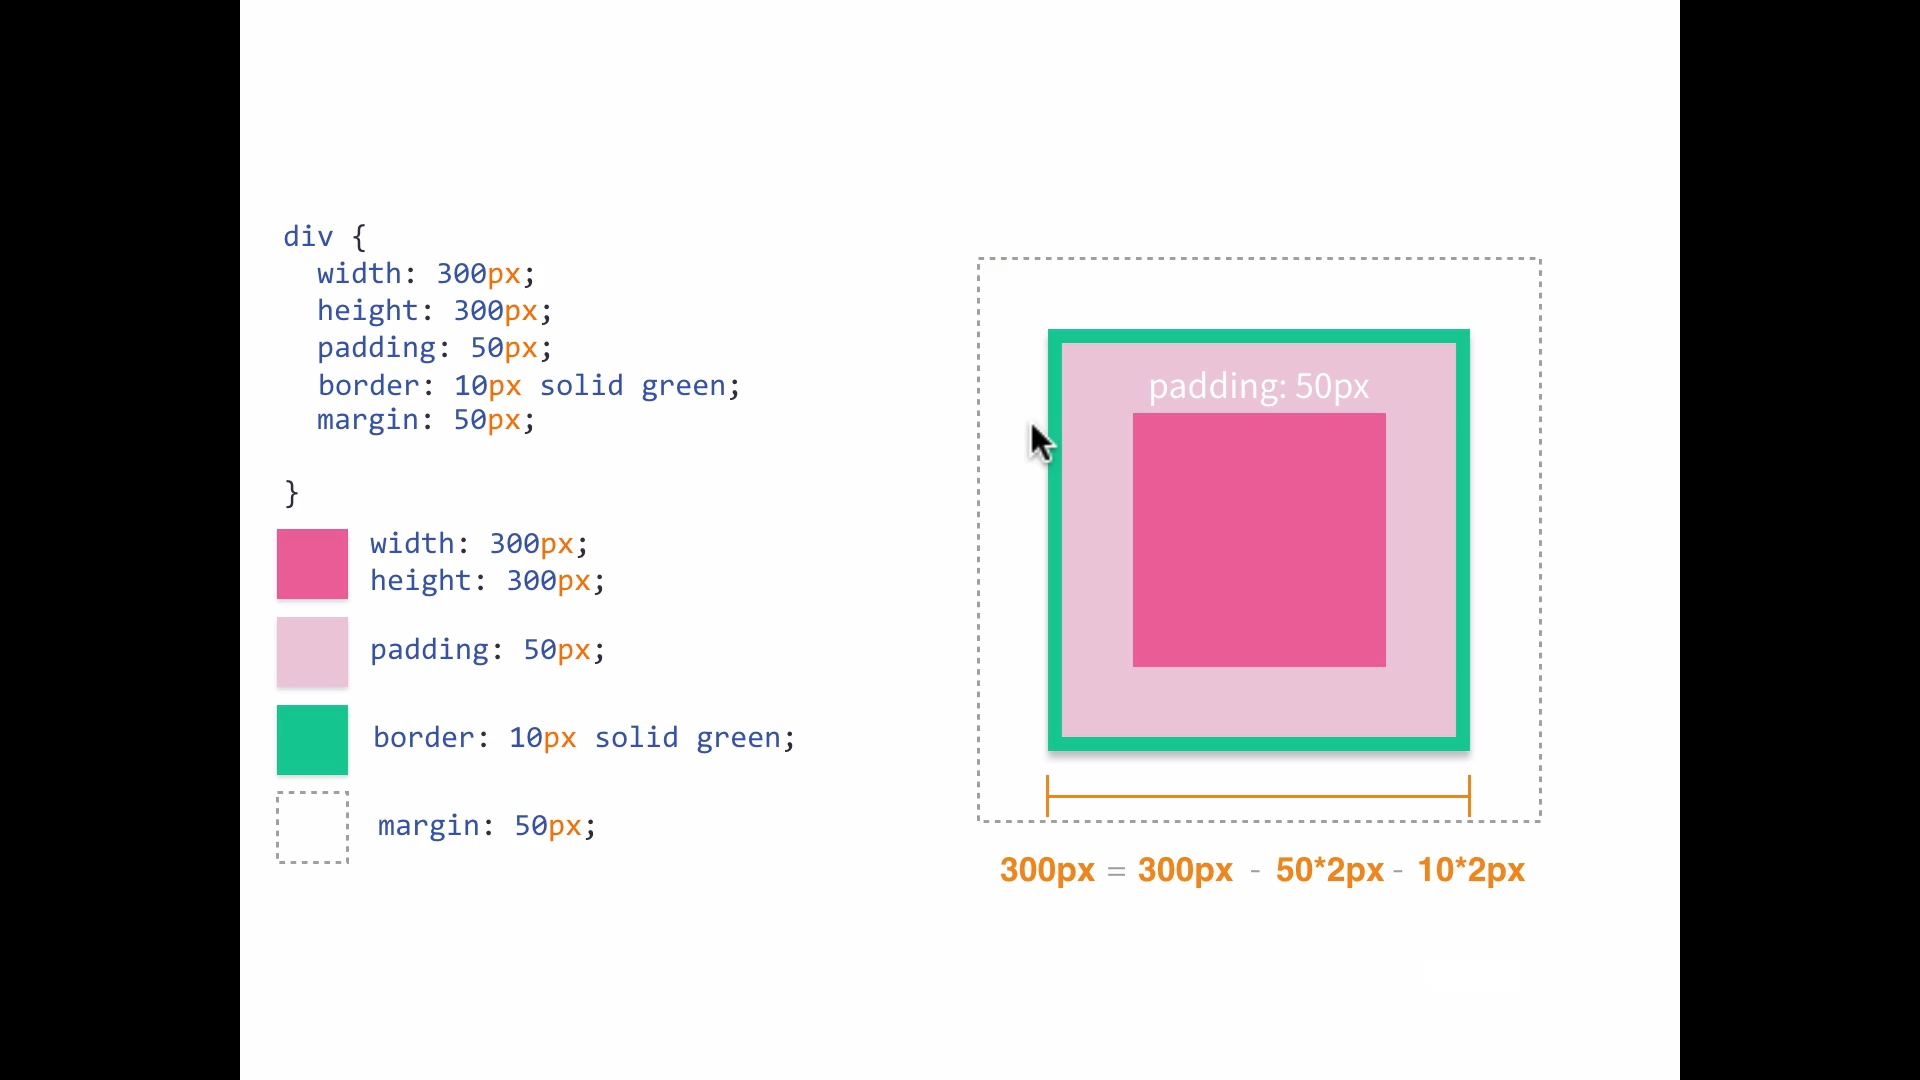 div {
width: 300px;
height: 300px;
padding: 50px;
border: 10px solid green;
margin: 50px;
}
width: 300px;
height: 300px;
padding: 50px;
border: 10px solid green;
margin: 50px;
padding: 50px
300px = 300px - 50*2px - 10*2px